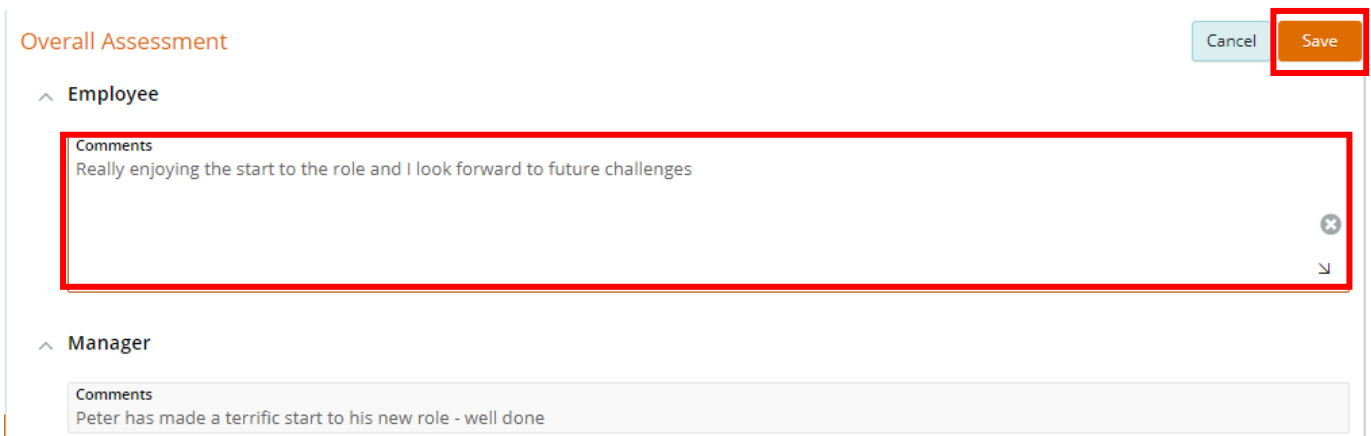 Overall Assessment
Cancel
Save
Employee
Comments
Really enjoying the start to the role and I look forward to future challenges
Manager
Comments
Peter has made a terrific start to his new role - well done